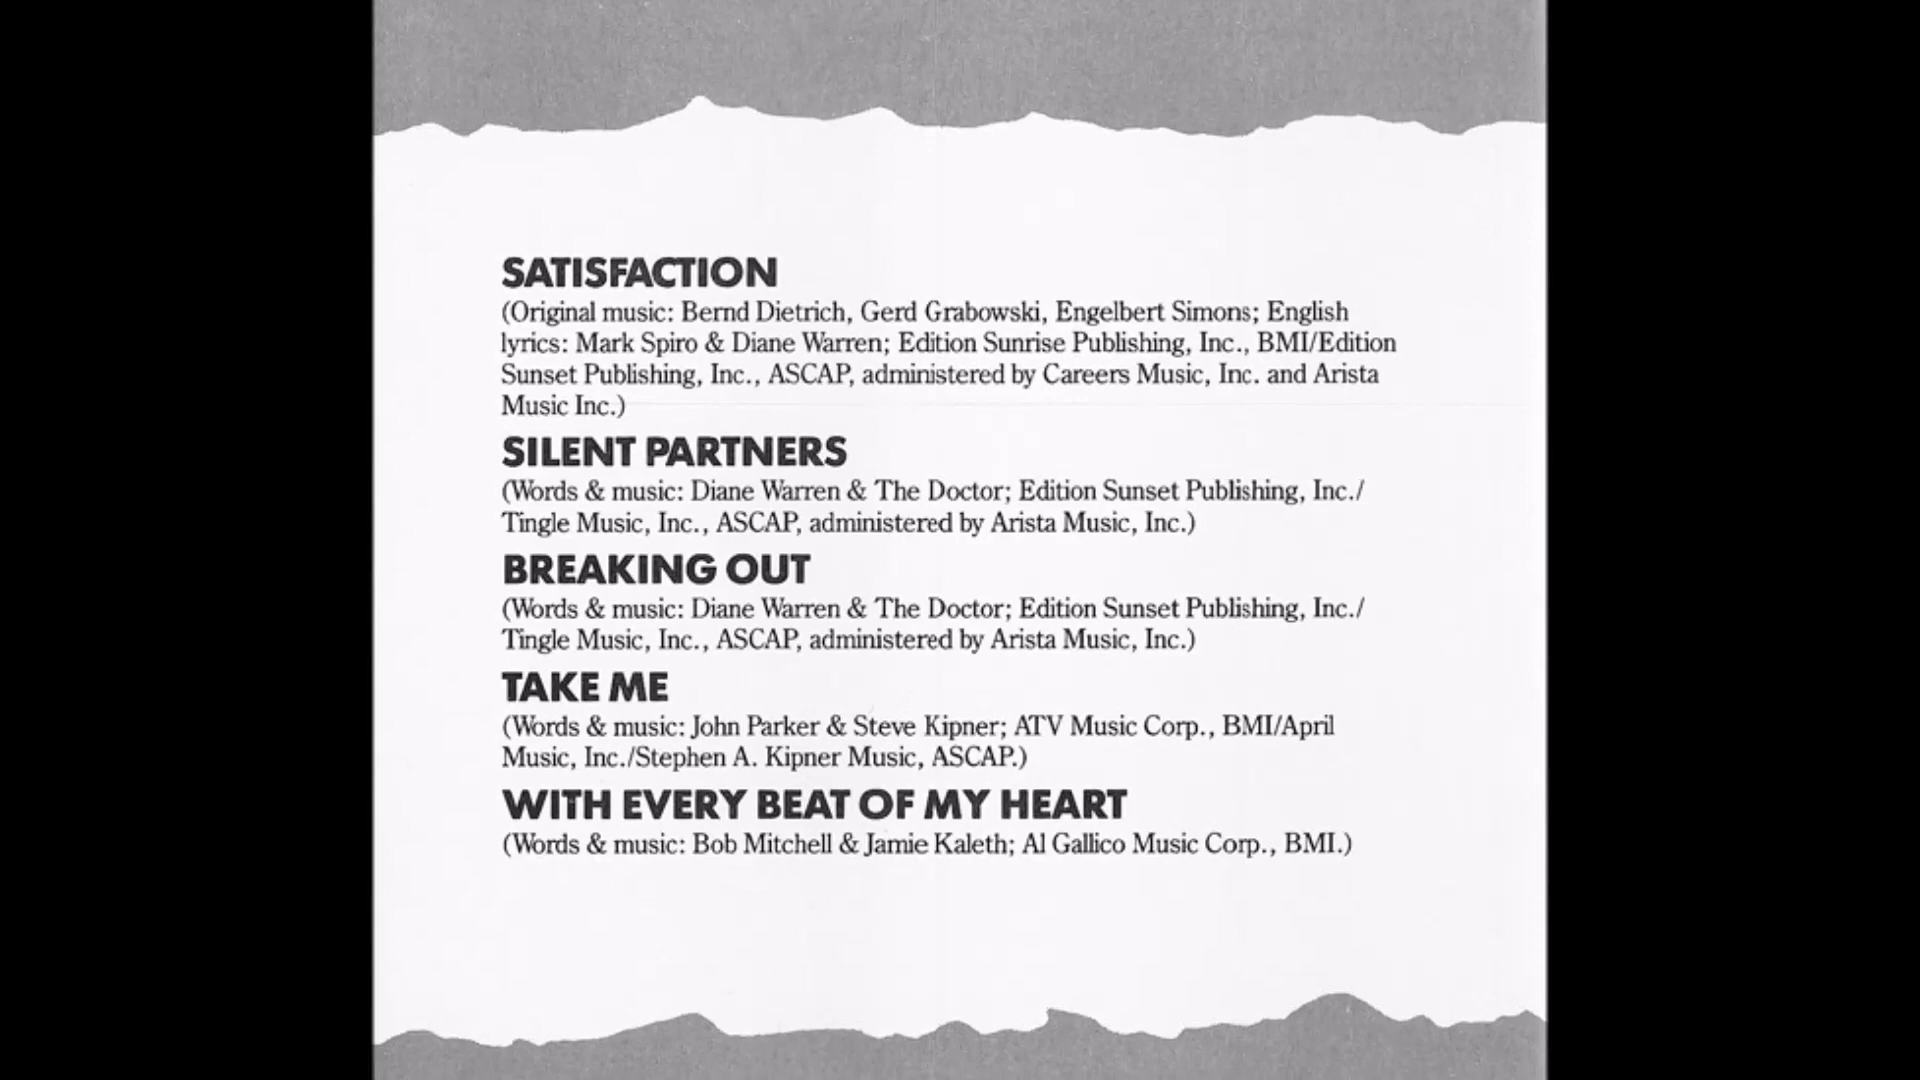 SATISFACTION
(Original music: Bernd Dietrich, Gerd Grabowski, Engelbert Simons; English
lyrics: Mark Spiro & Diane Warren; Edition Sunrise Publishing, Inc., BMI/Edition
Sunset Publishing, Inc., ASCAP, administered by Careers Music, Inc. and Arista
Music Inc.)
SILENT PARTNERS
(Words & music: Diane Warren & The Doctor; Edition Sunset Publishing, Inc./
Tingle Music, Inc., ASCAP, administered by Arista Music, Inc.)
BREAKING OUT
(Words & music: Diane Warren & The Doctor; Edition Sunset Publishing, Inc./
Tingle Music, Inc., ASCAP, administered by Arista Music, Inc.)
TAKE ME
(Words & music: John Parker & Steve Kipner; ATV Music Corp., BMI/April
Music, Inc./Stephen A. Kipner Music, ASCAP.)
WITH EVERY BEAT OF MY HEART
(Words & music: Bob Mitchell & Jamie Kaleth; Al Gallico Music Corp., BMI.)